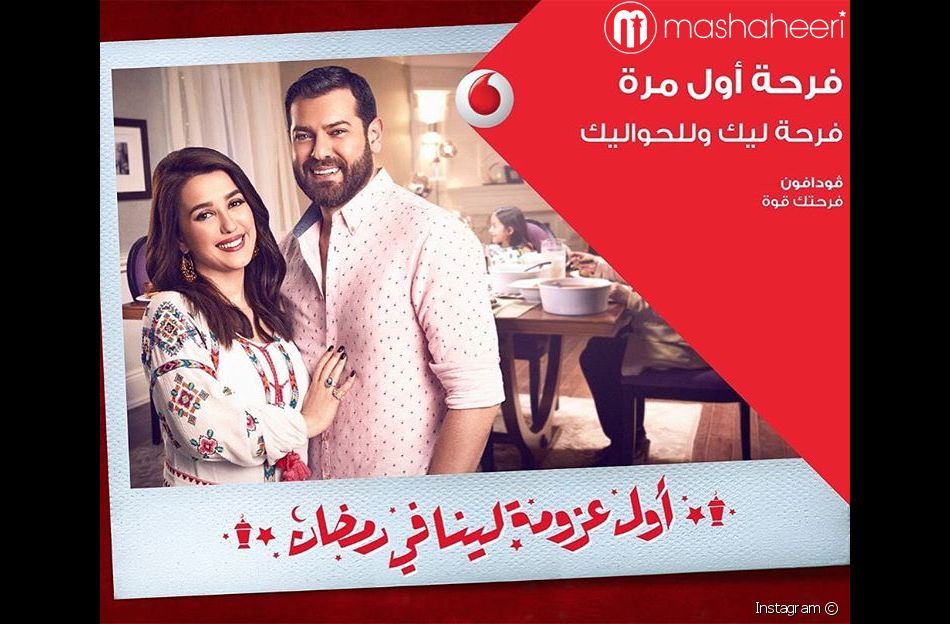 mashaheeri
فرحة أول مرة
فرحة ليك وللحواليك
ڤودافون
فرحتك قوة
أول عزومة لينا في رمضان
Instagram ©